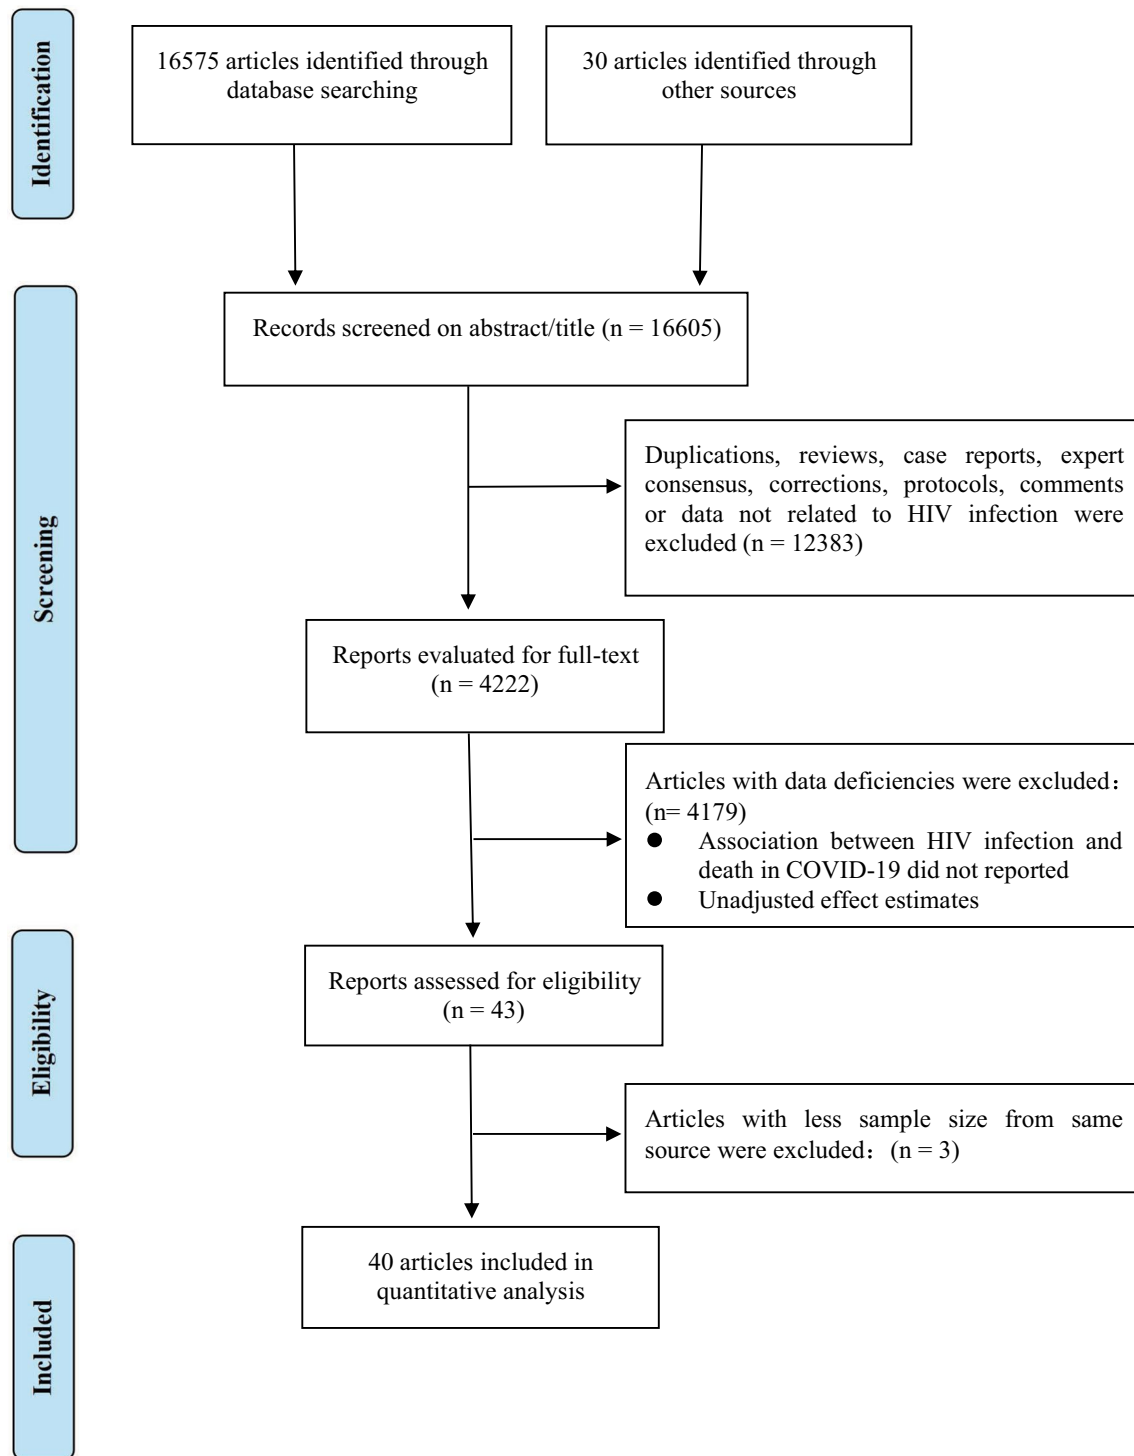 Identification
16575 articles identified through
database searching
30 articles identified through
other sources
Screening
Records screened on abstract/title (n = 16605)
Duplications, reviews, case reports, expert
consensus, corrections, protocols, comments
or data not related to HIV infection were
excluded (n = 12383)
Reports evaluated for full-text
(n = 4222)
Articles with data deficiencies were excluded：
(n= 4179)
● Association between HIV infection and
death in COVID-19 did not reported
● Unadjusted effect estimates
Eligibility
Reports assessed for eligibility
(n = 43)
Articles with less sample size from same
source were excluded：(n = 3)
Included
40 articles included in
quantitative analysis